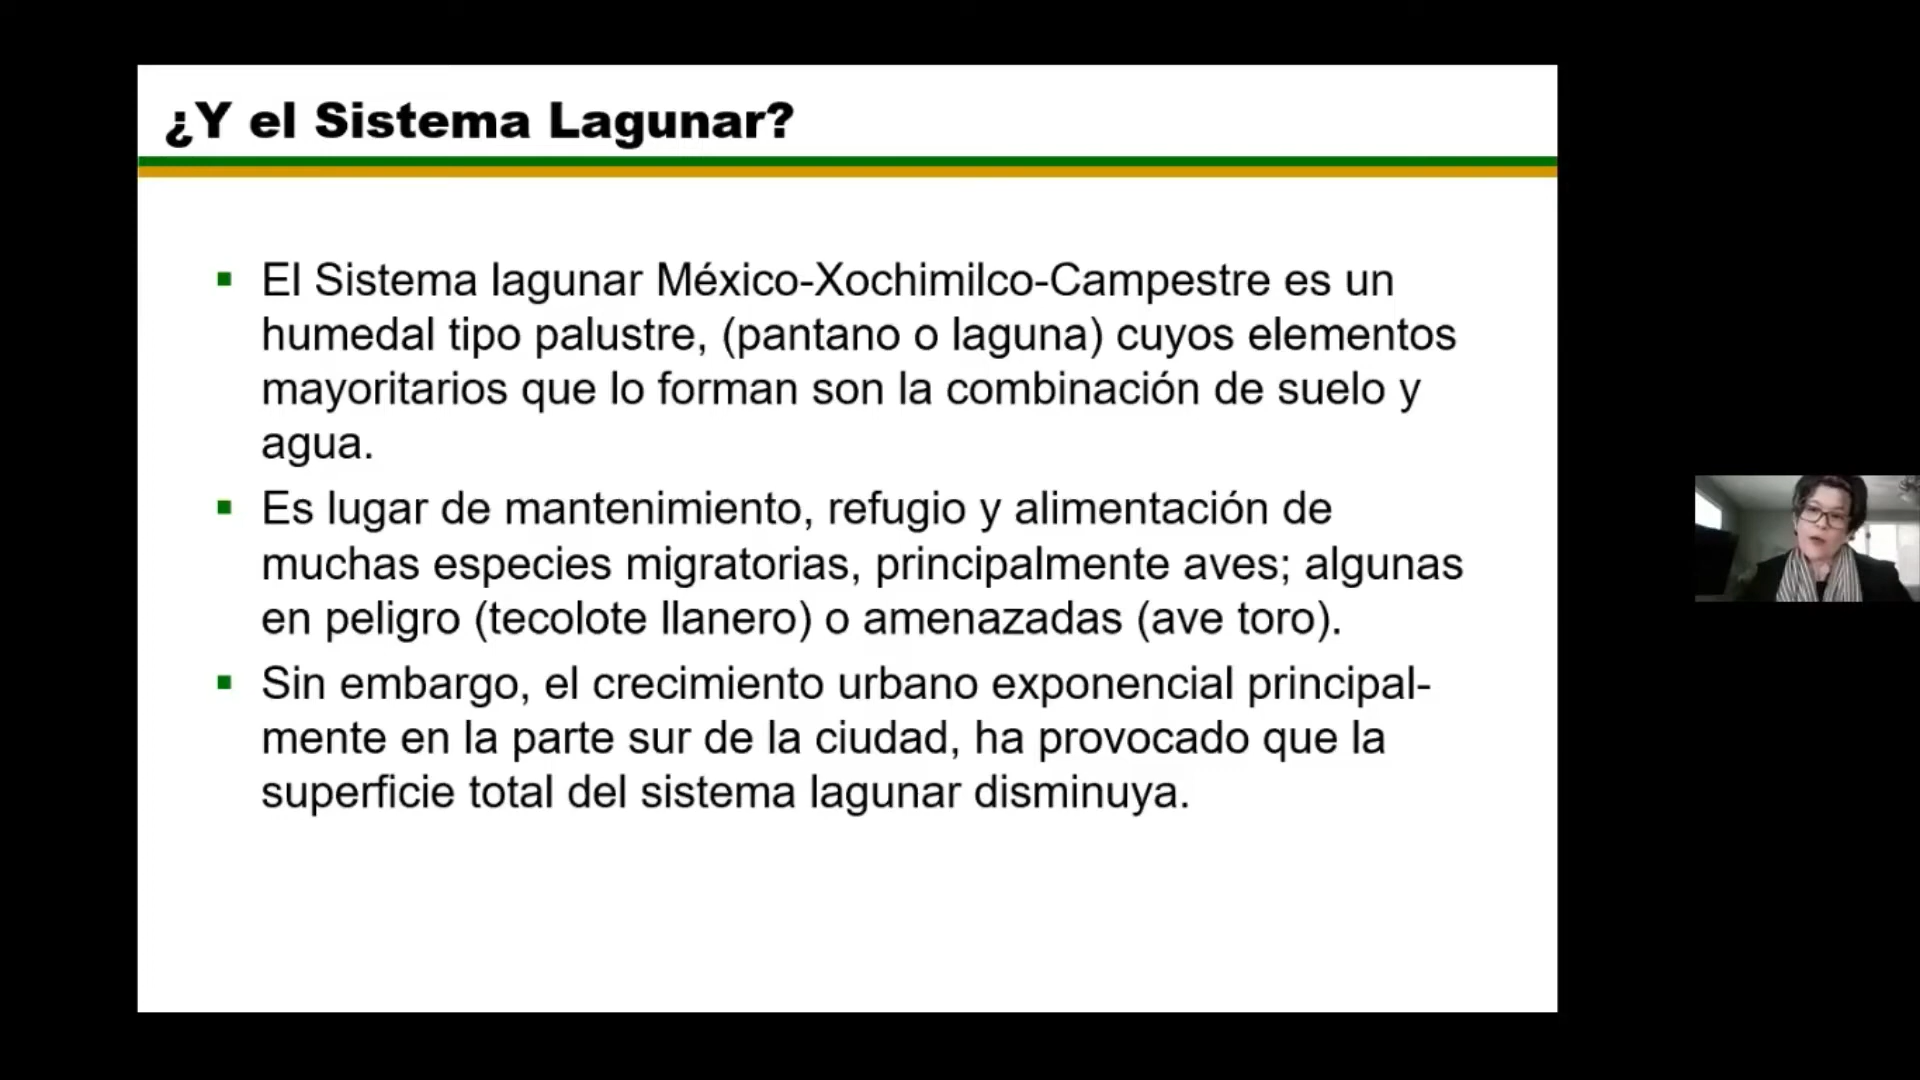 ¿Y el Sistema Lagunar?
El Sistema lagunar México-Xochimilco-Campestre es un
humedal tipo palustre, (pantano o laguna) cuyos elementos
mayoritarios que lo forman son la combinación de suelo y
agua.
Es lugar de mantenimiento, refugio y alimentación de
muchas especies migratorias, principalmente aves; algunas
en peligro (tecolote llanero) o amenazadas (ave toro).
Sin embargo, el crecimiento urbano exponencial principal-
mente en la parte sur de la ciudad, ha provocado que la
superficie total del sistema lagunar disminuya.